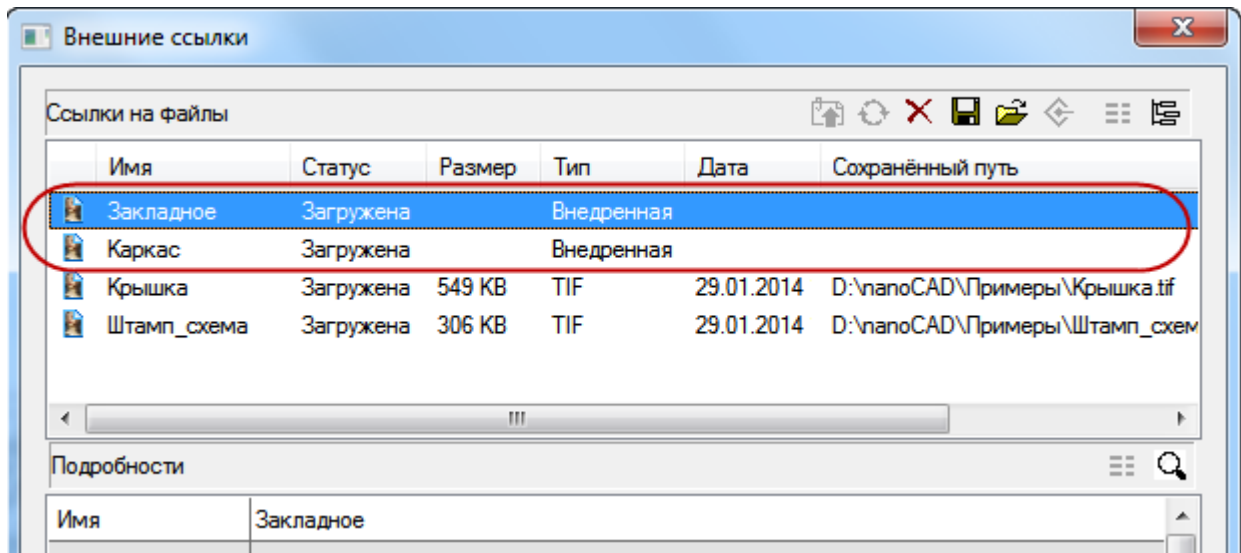 Внешние ссылки
Ссылки на файлы
Имя Статус Размер Тип Дата Сохранённый путь
Закладное Загружена Внедренная
Каркас Загружена Внедренная
Крышка Загружена 549 KB TIF 29.01.2014 D:\nanoCAD\Примеры\Крышка.tif
Штамп_схема Загружена 306 KB TIF 29.01.2014 D:\nanoCAD\Примеры\Штамп_схем
Подробности
Имя Закладное